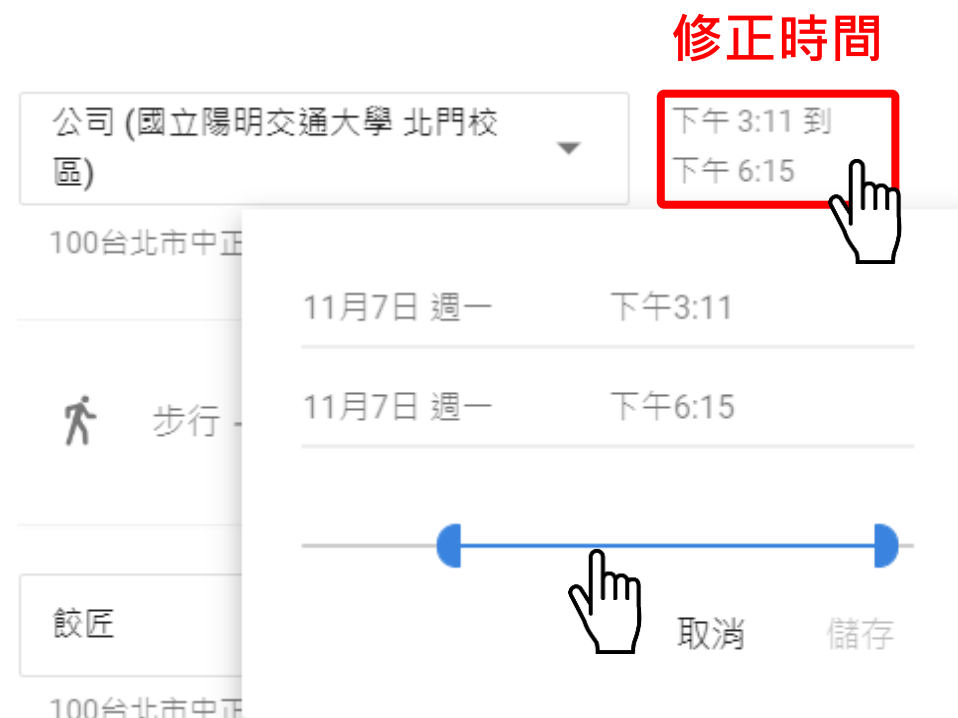 修正時間
公司 (國立陽明交通大學 北門校
區)
下午 3:11 到
下午 6:15
100台北市中正
11月7日 週一 下午3:11
11月7日 週一 下午6:15
步行 -
取消 儲存
餃匠
100台北市中正